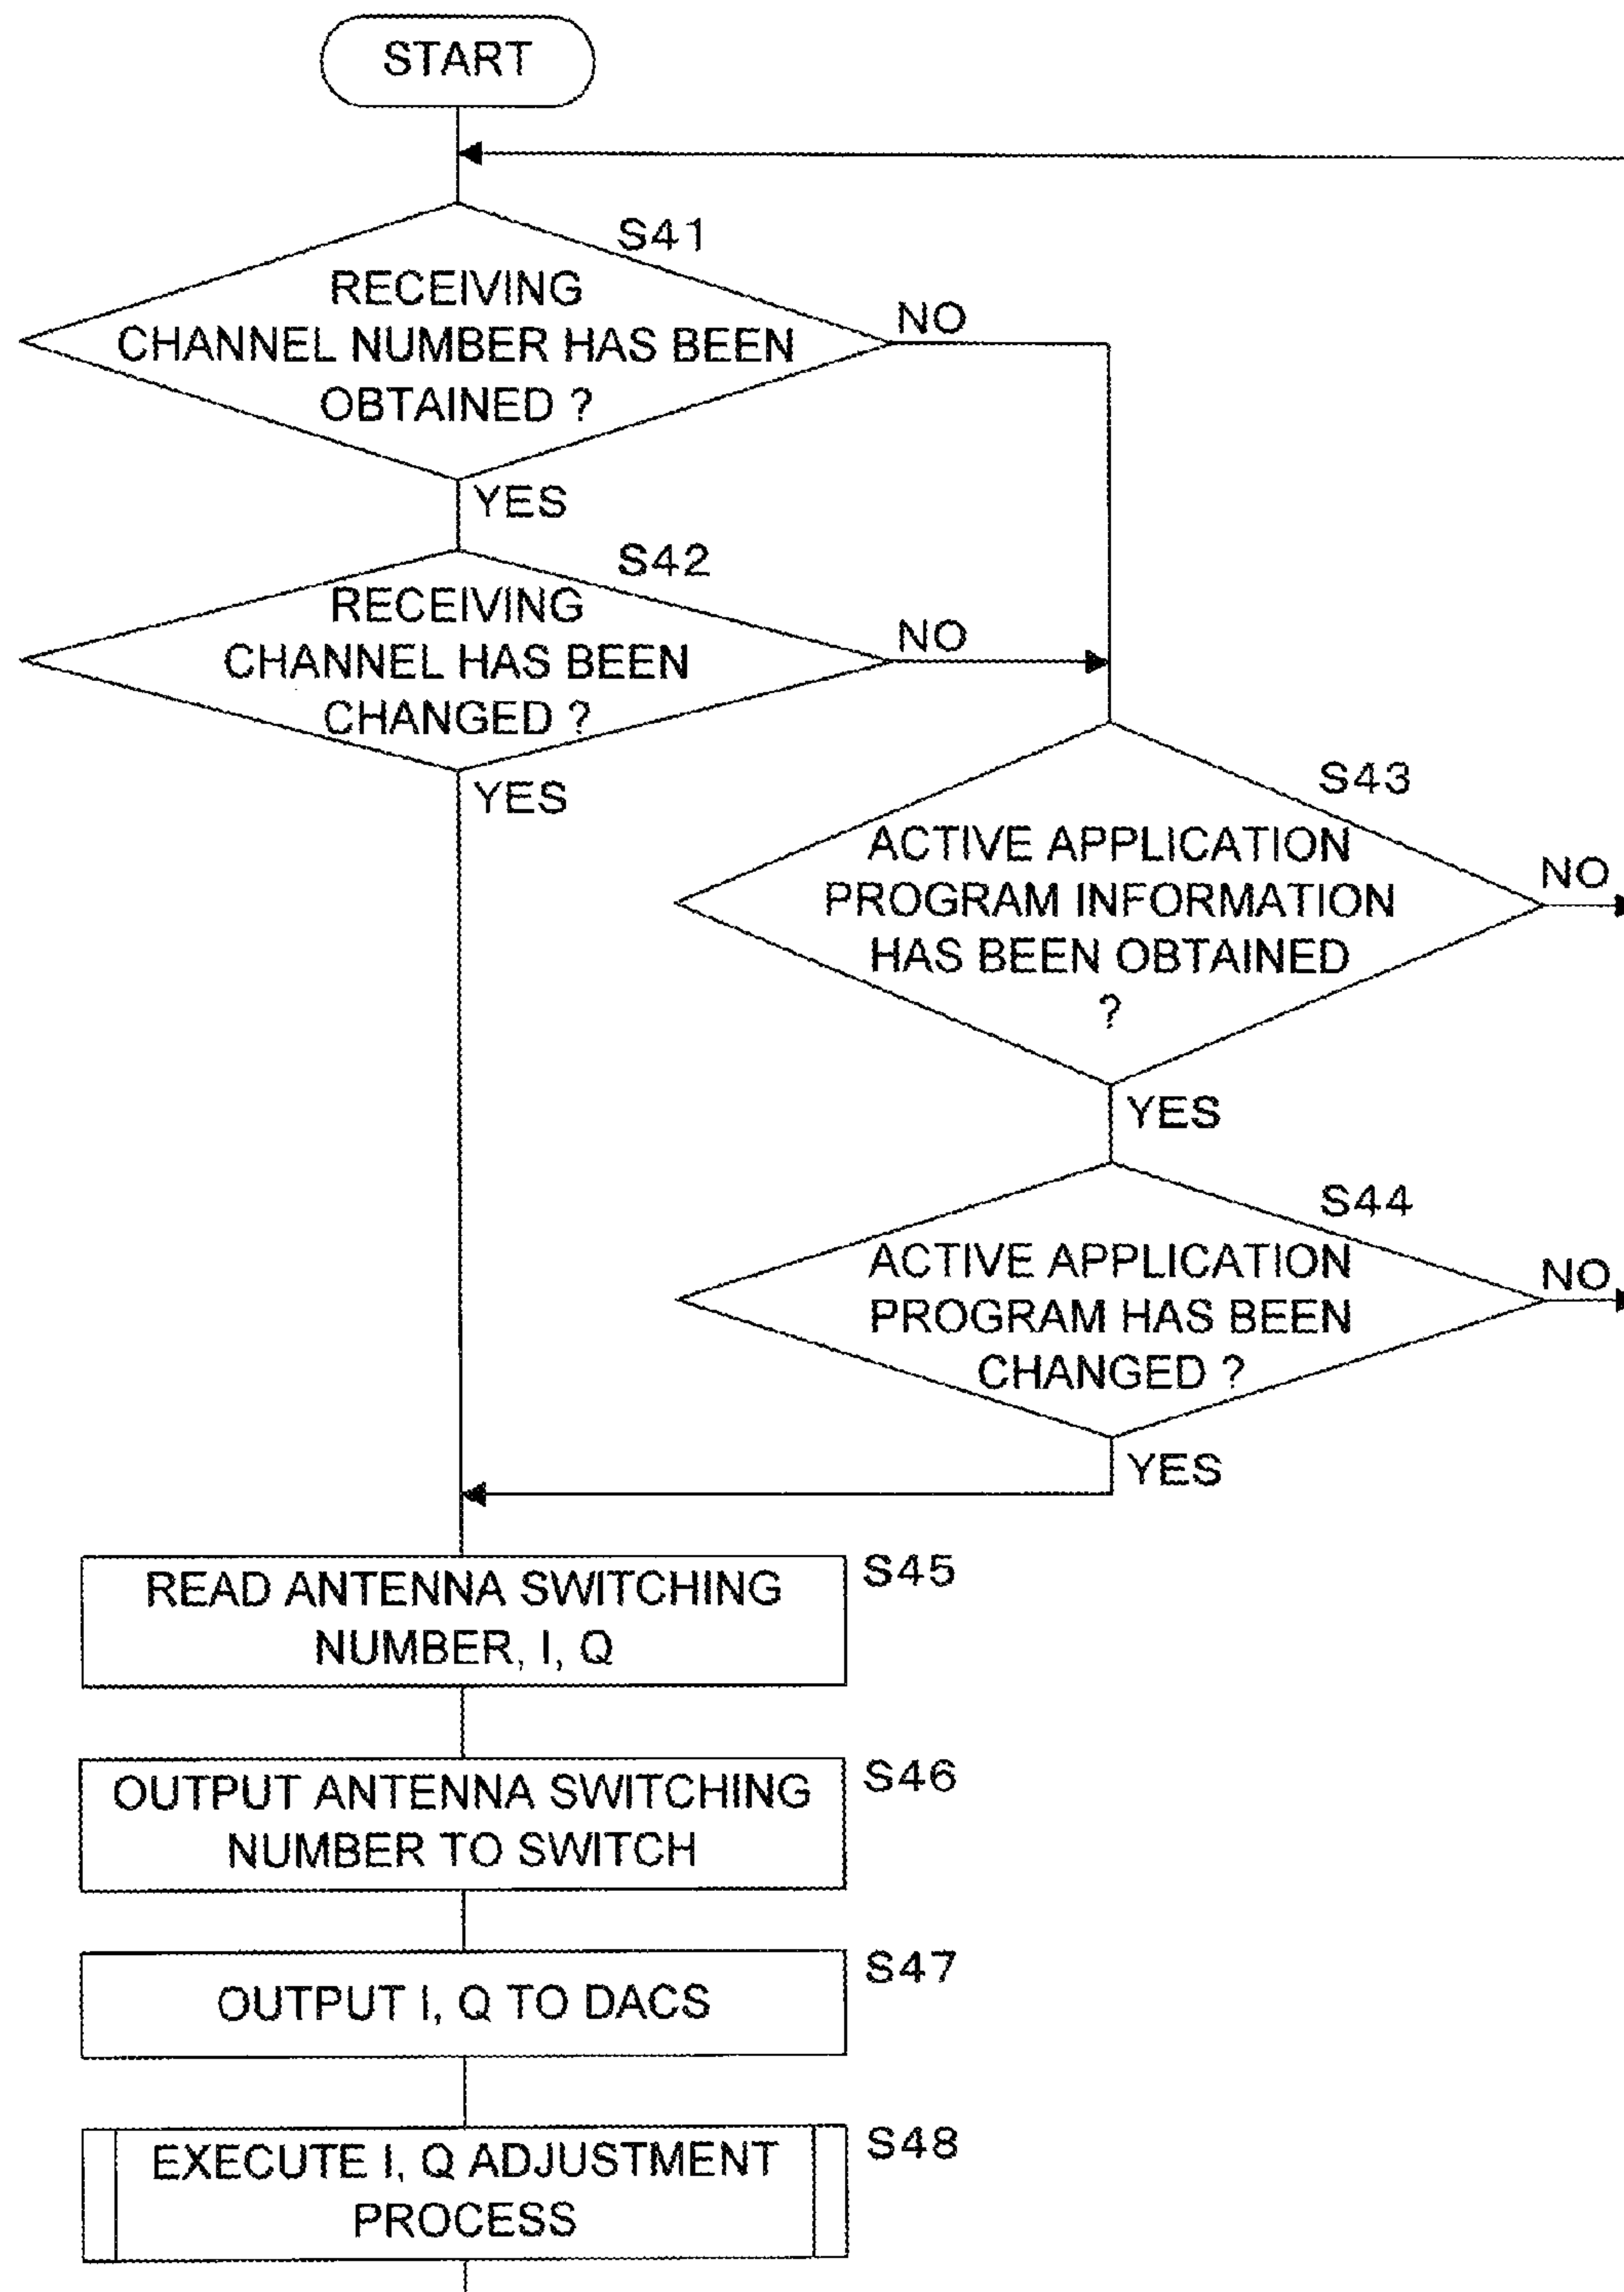 START
S41
RECEIVING
CHANNEL NUMBER HAS BEEN
OBTAINED ?
NO
YES
S42
RECEIVING
CHANNEL HAS BEEN
CHANGED ?
NO
YES
S43
ACTIVE APPLICATION
PROGRAM INFORMATION
HAS BEEN OBTAINED
?
NO
YES
S44
ACTIVE APPLICATION
PROGRAM HAS BEEN
CHANGED ?
NO
YES
S45
READ ANTENNA SWITCHING
NUMBER, I, Q
S46
OUTPUT ANTENNA SWITCHING
NUMBER TO SWITCH
S47
OUTPUT I, Q TO DACS
S48
EXECUTE I, Q ADJUSTMENT
PROCESS